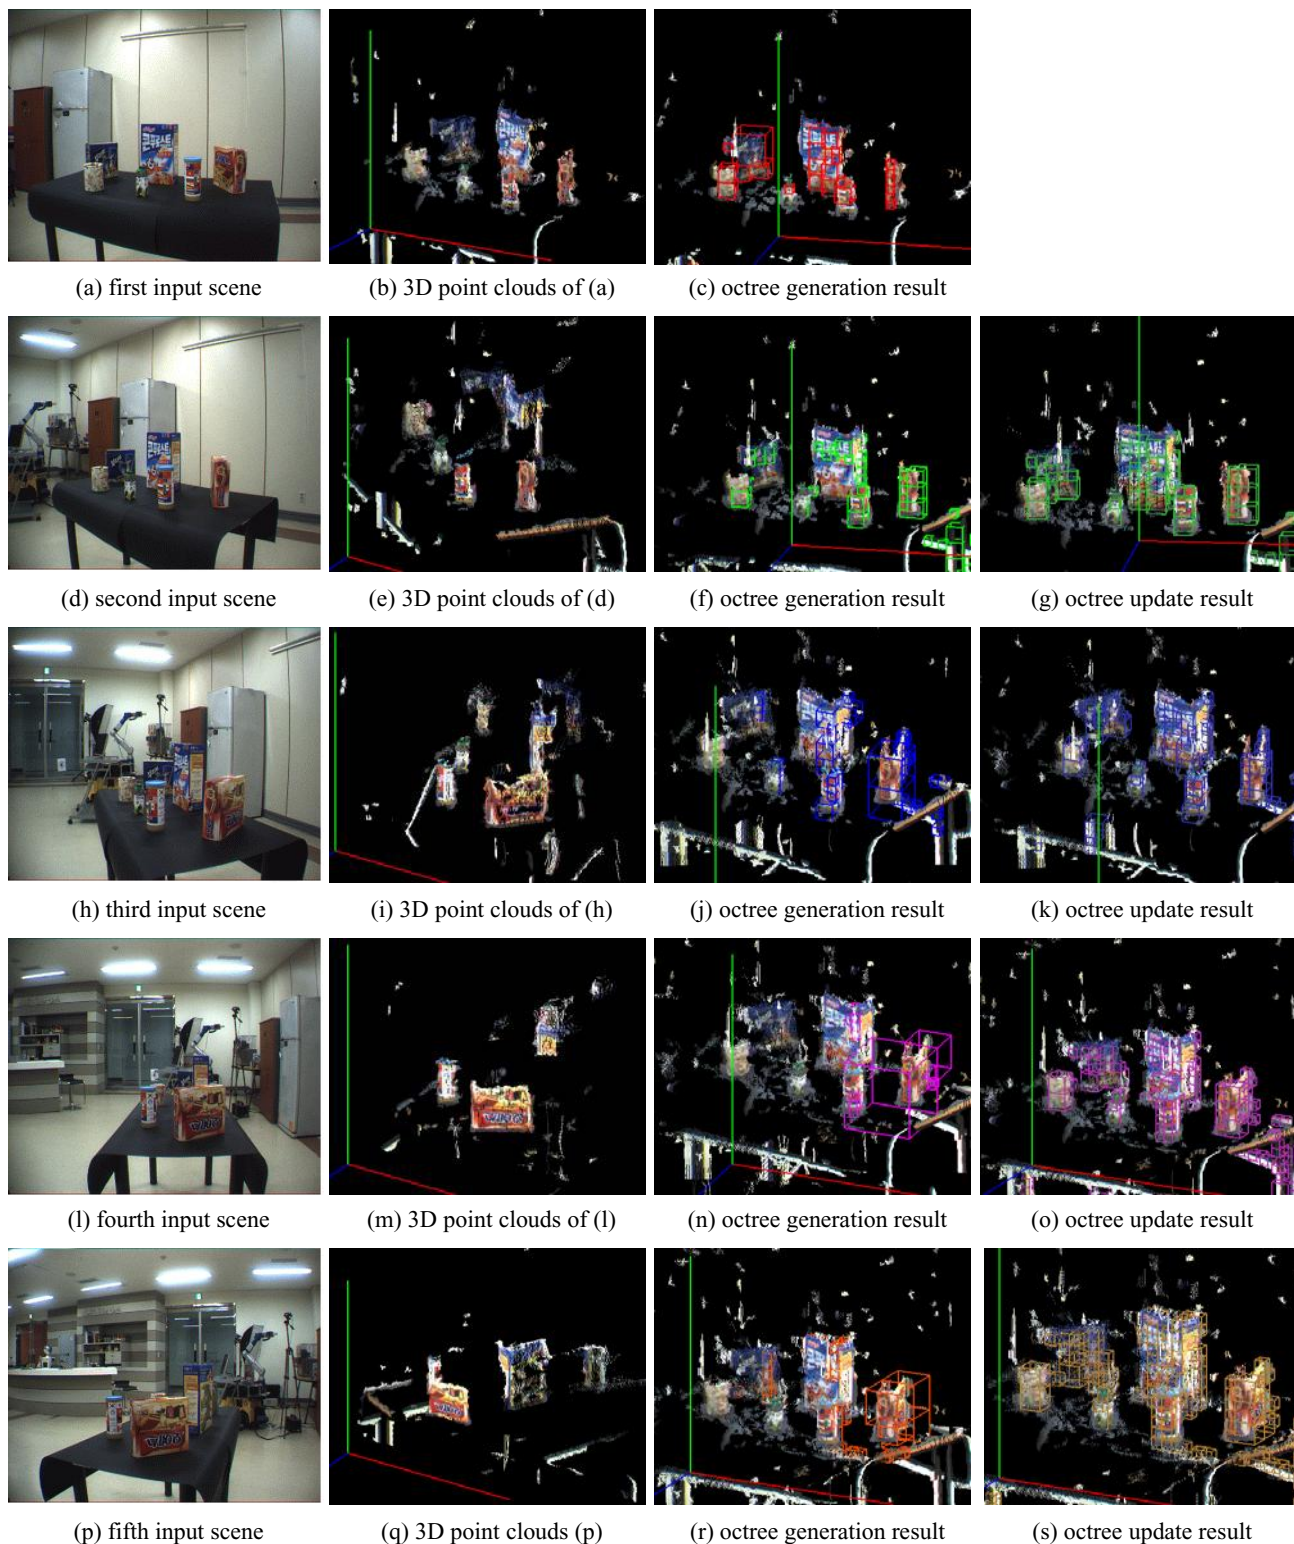 (a) first input scene
(b) 3D point clouds of (a)
(c) octree generation result
(d) second input scene
(e) 3D point clouds of (d)
(f) octree generation result
(g) octree update result
(h) third input scene
(i) 3D point clouds of (h)
(j) octree generation result
(k) octree update result
(l) fourth input scene
(m) 3D point clouds of (l)
(n) octree generation result
(o) octree update result
(p) fifth input scene
(q) 3D point clouds (p)
(r) octree generation result
(s) octree update result